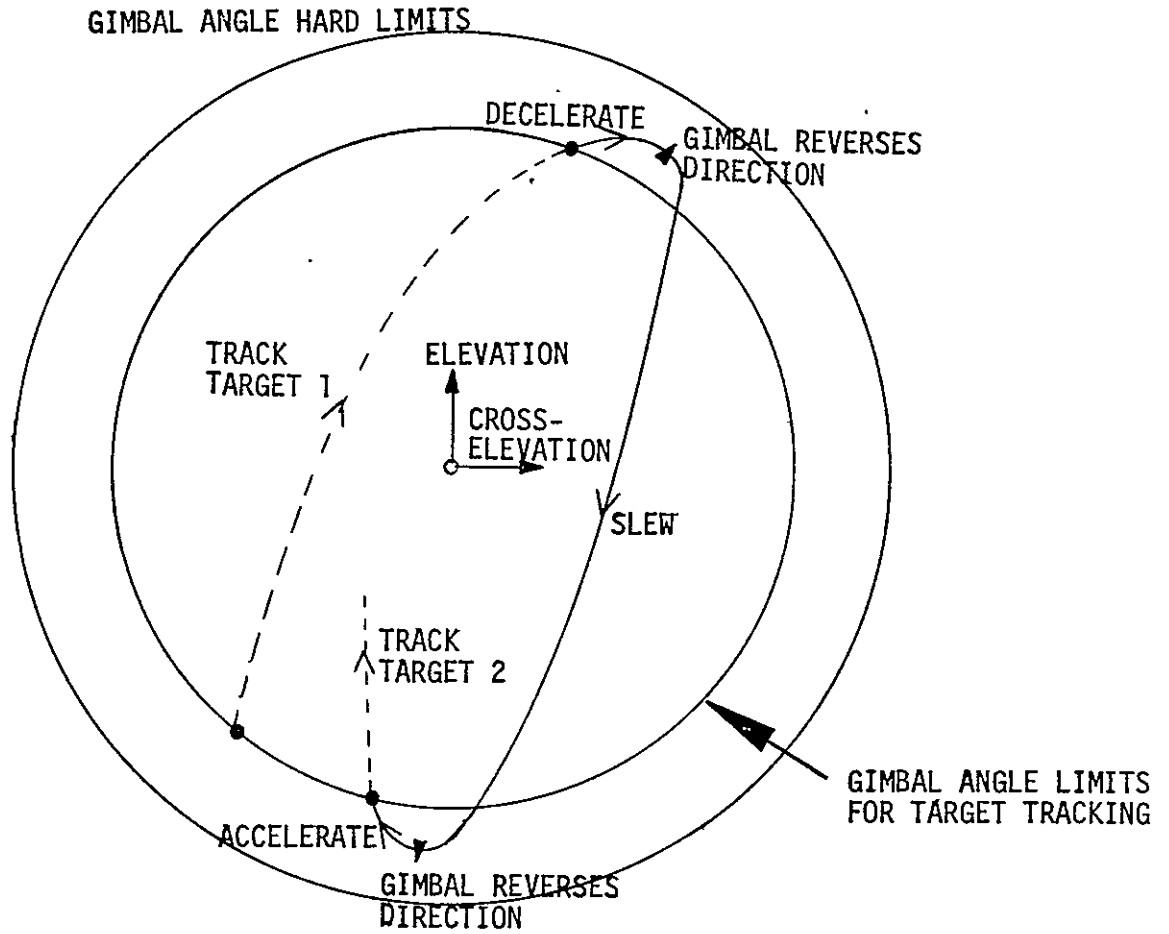 GIMBAL ANGLE HARD LIMITS
DECELERATE
GIMBAL REVERSES
DIRECTION
TRACK
TARGET 1
ELEVATION
CROSS-
ELEVATION
SLEW
TRACK
TARGET 2
GIMBAL ANGLE LIMITS
FOR TARGET TRACKING
ACCELERATE
GIMBAL REVERSES
DIRECTION